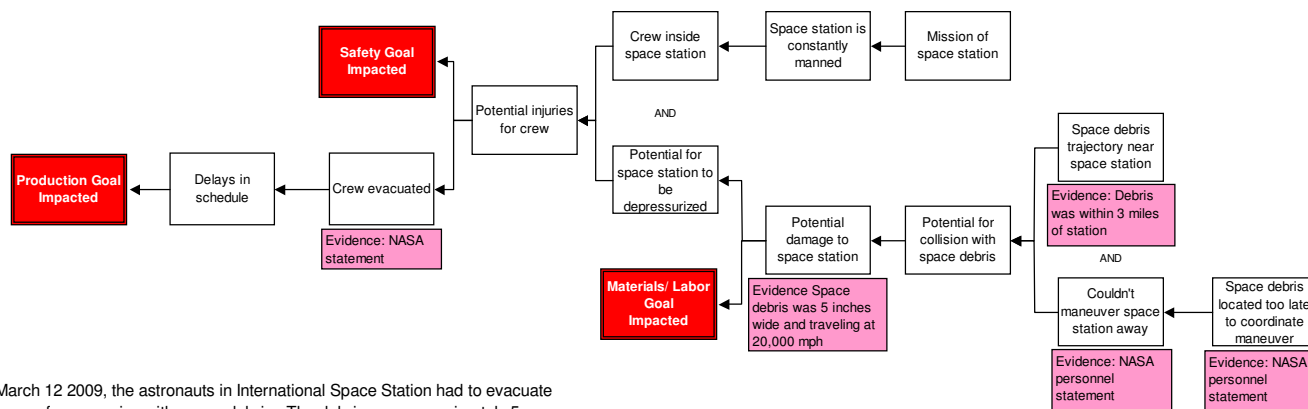 Safety Goal
Impacted
Crew inside
space station
Space station is
constantly
manned
Mission of
space station
Potential injuries
for crew
AND
Space debris
trajectory near
space station
Production Goal
Impacted
Delays in
schedule
Crew evacuated
Potential for
space station to
be
depressurized
Evidence: Debris
was within 3 miles
of station
Evidence: NASA
statement
Potential
damage to
space station
Potential for
collision with
space debris
AND
Materials/ Labor
Goal
Impacted
Evidence Space
debris was 5 inches
wide and traveling at
20,000 mph
Couldn't
maneuver space
station away
Space debris
located too late
to coordinate
maneuver
Evidence: NASA
personnel
statement
Evidence: NASA
personnel
statement
March 12 2009, the astronauts in International Space Station had to evacuate